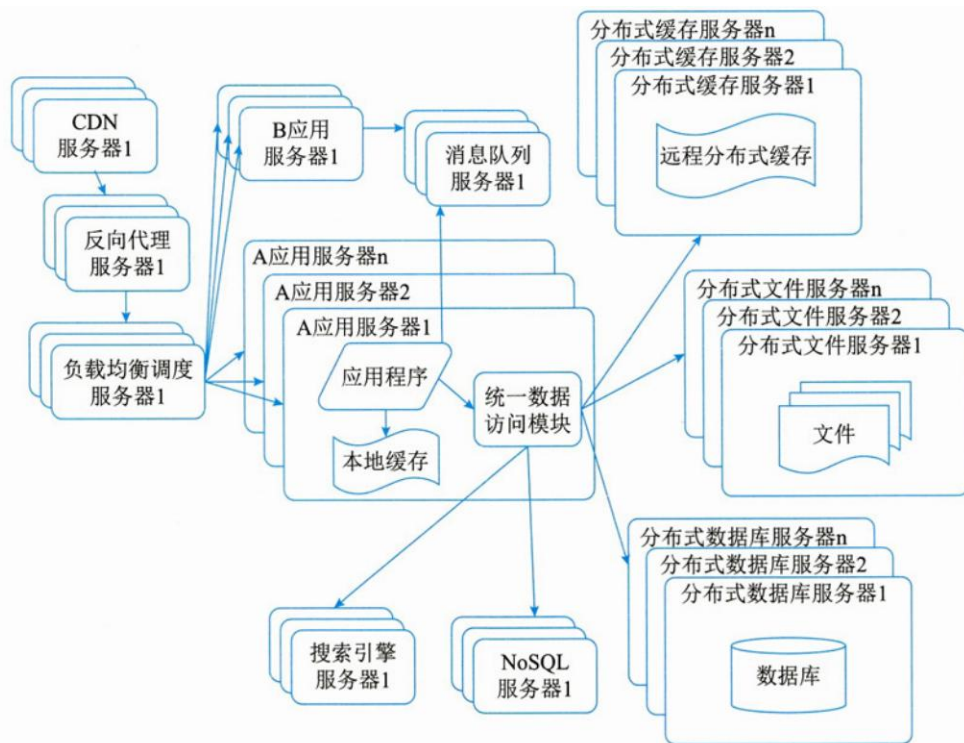 分布式缓存服务器n
分布式缓存服务器2
分布式缓存服务器1
远程分布式缓存
CDN
服务器1
B应用
服务器1
消息队列
服务器1
反向代理
服务器1
负载均衡调度
服务器1
A应用服务器n
A应用服务器2
A应用服务器1
应用程序
本地缓存
统一数据
访问模块
分布式文件服务器n
分布式文件服务器2
分布式文件服务器1
文件
搜索引擎
服务器1
NoSQL
服务器1
分布式数据库服务器n
分布式数据库服务器2
分布式数据库服务器1
数据库